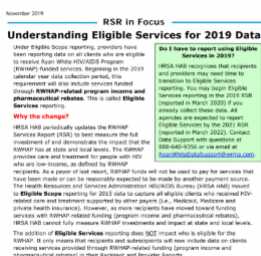 November 2019
RSR in Focus
Understanding Eligible Services for 2019 Data
Under Eligible Scope reporting, providers have
been reporting data on all clients who are eligible
to receive Ryan White HIV/AIDS Program
(RWHAP)-funded services. Beginning in the 2019
calendar year data collection period, this
requirement will also include services funded
through RWHAP-related program income and
pharmaceutical rebates. This is called Eligible
Services reporting.
Why the change?
HRSA HAB periodically updates the RWHAP
Services Report (RSR) to best measure the full
investment of and demonstrate the impact that the
RWHAP has at state and local levels. The RWHAP
provides care and treatment for people with HIV
who are low-income, as defined by RWHAP
Do I have to report using Eligible
Services in 2019?
HRSA HAB recognizes that recipients
and providers may need time to
transition to Eligible Services
reporting. You may begin Eligible
Services reporting in the 2019 RSR
(reported in March 2020) if you
already collect these data. All
agencies are expected to report
Eligible Services by the 2021 RSR
(reported in March 2022). Contact
Data Support with questions at
888-640-9356 or via email at
RyanWhiteDataSupport@wrma.com.
recipients. As a payer of last resort, RWHAP funds will not be used to pay for services that
have been made or can be reasonably expected to be made by another payment source.
The Health Resources and Services Administration HIV/AIDS Bureau (HRSA HAB) moved
to Eligible Scope reporting for 2015 data to capture all eligible clients who received HIV-
related care and treatment supported by other payers (i.e., Medicaid, Medicare and
private health insurance). However, as more recipients have moved toward funding
services with RWHAP-related funding (program income and pharmaceutical rebates),
HRSA HAB cannot fully measure RWHAP investments and impact at state and local levels.
The addition of Eligible Services reporting does NOT impact who is eligible for the
RWHAP. It only means that recipients and subrecipients will now include data on clients
receiving services provided through RWHAP-related funding (program income and
pharmaceutical rebates) in their Recipient and Provider Reports.